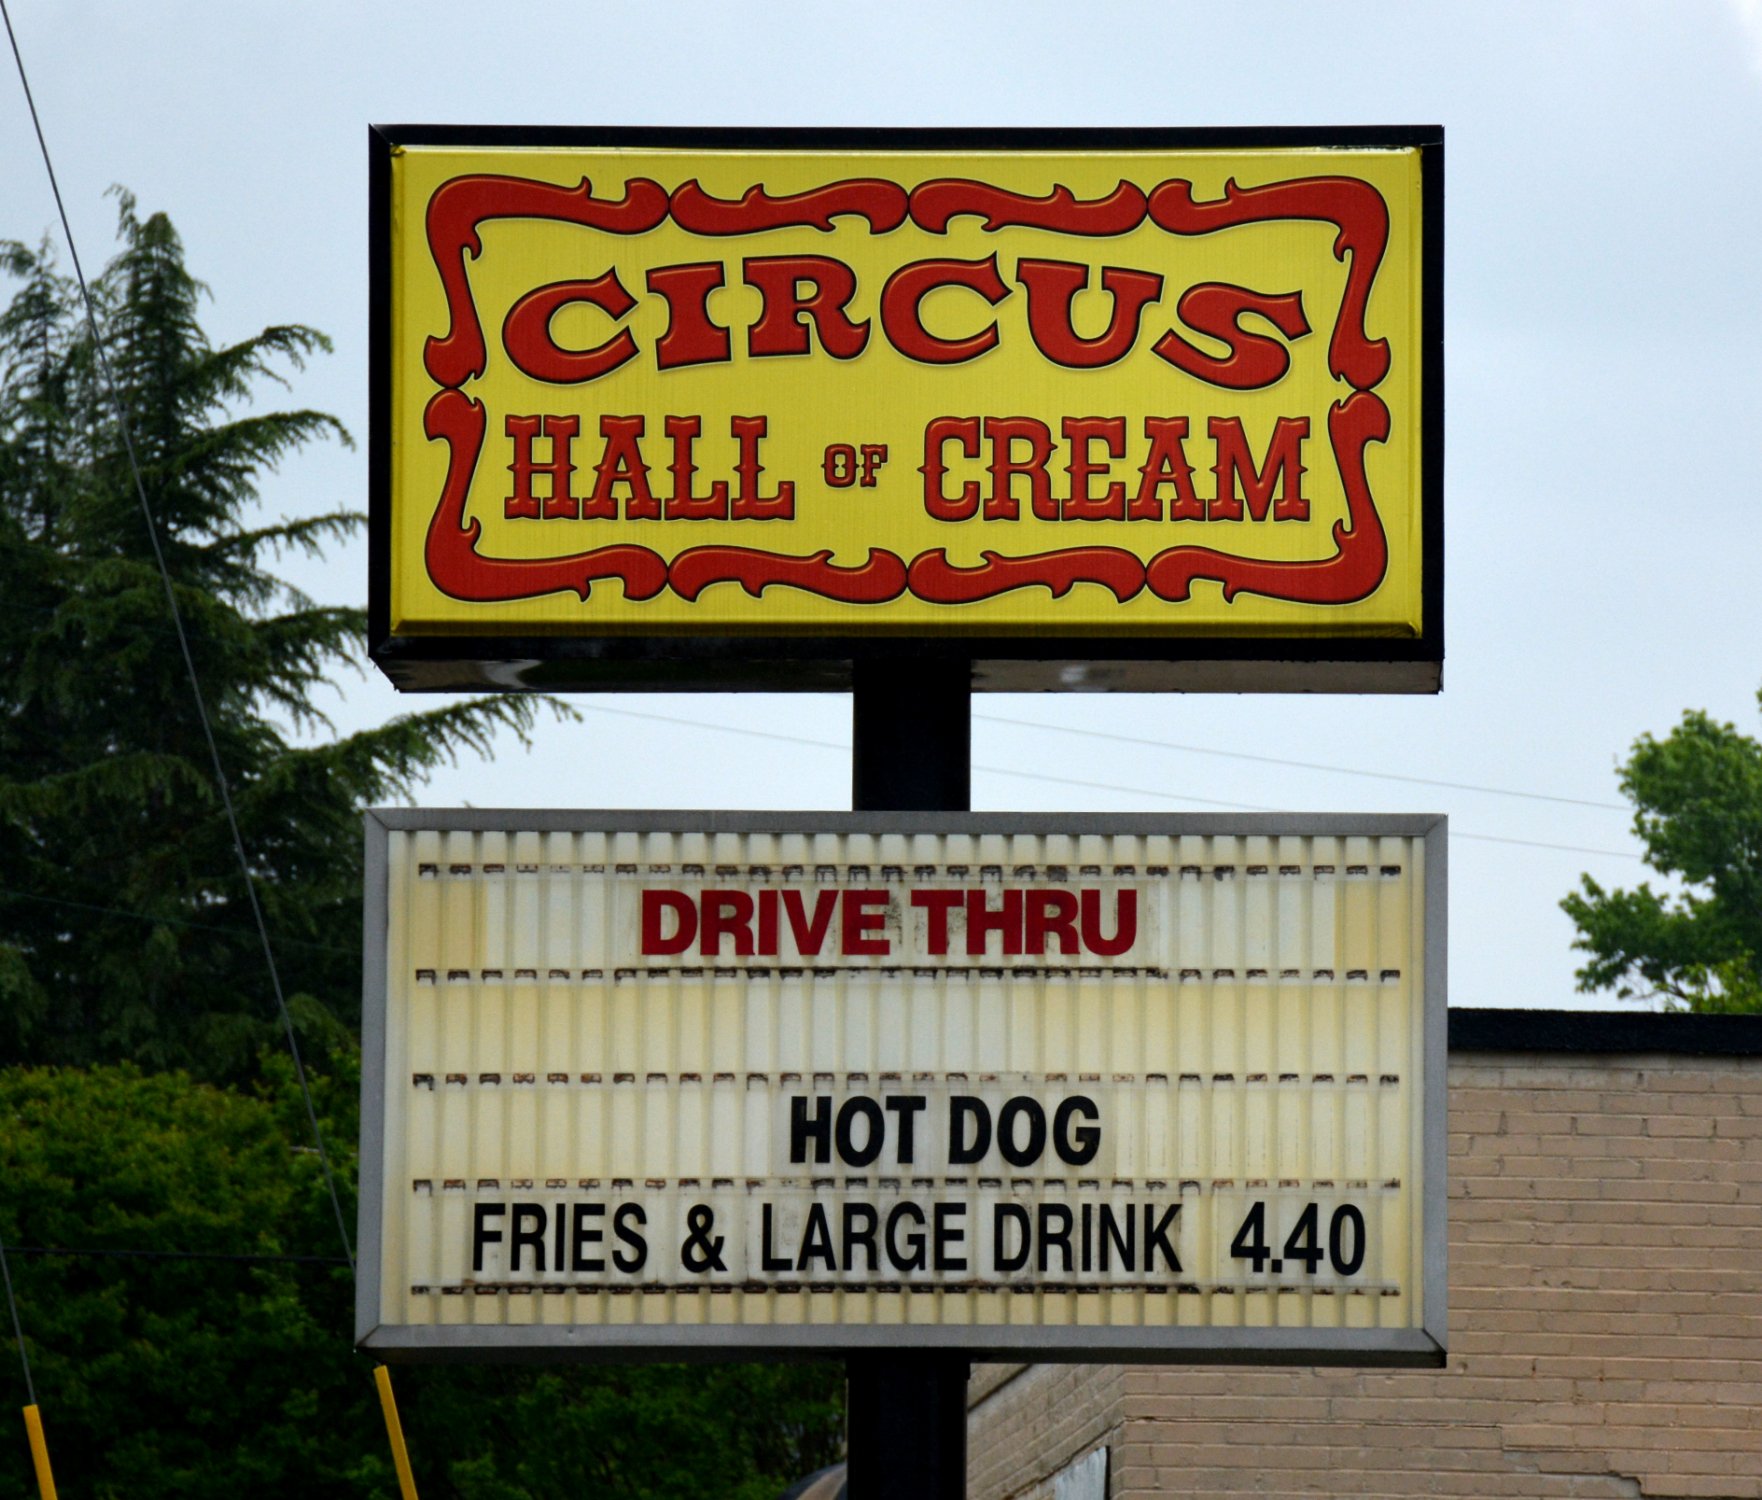 CIRCUS
HALL OF CREAM
DRIVE THRU
HOT DOG
FRIES & LARGE DRINK 4.40